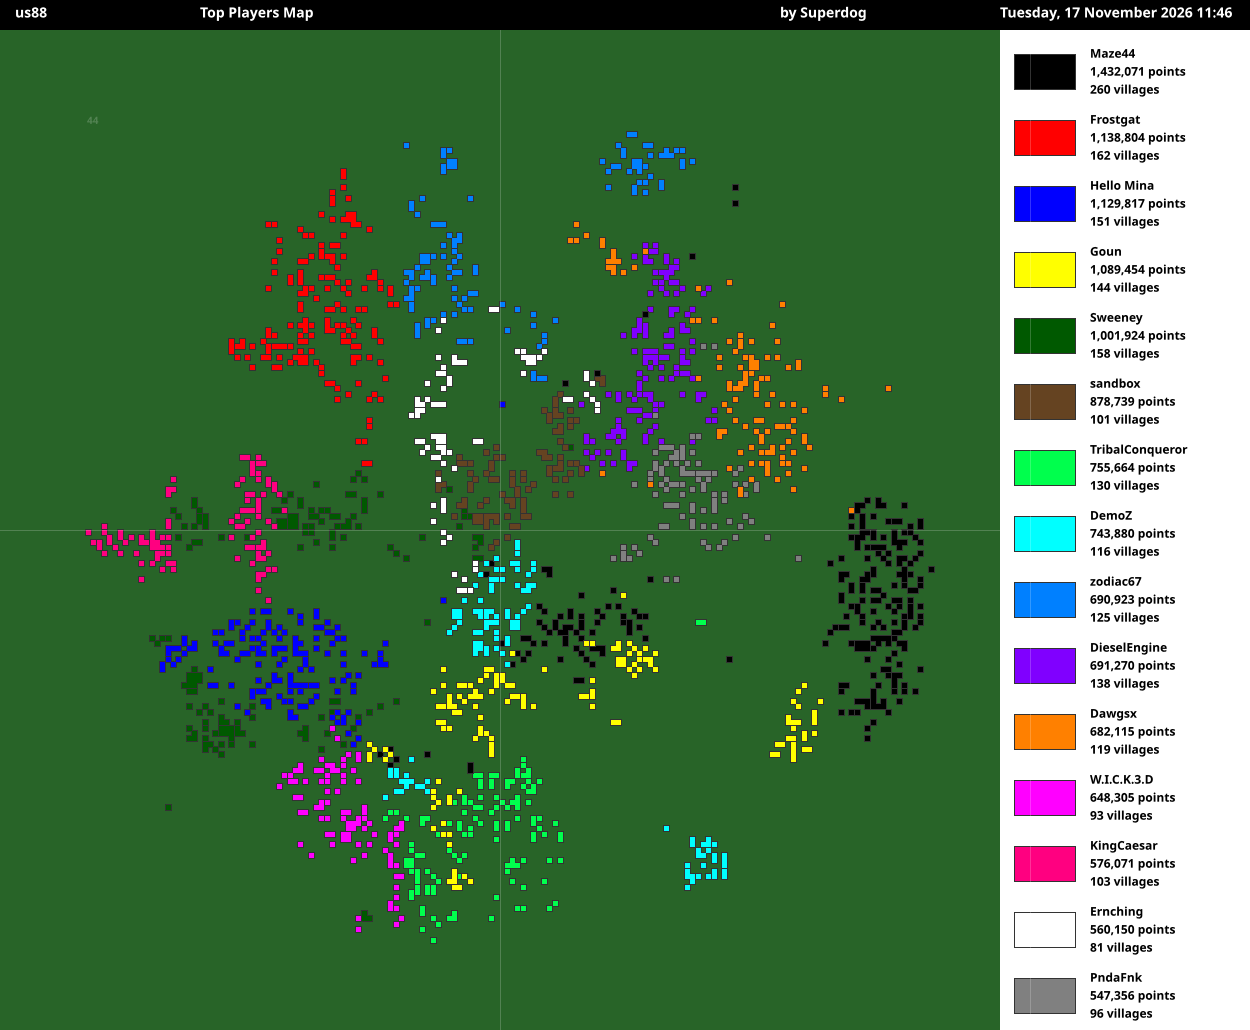 us88 Top Players Map by Superdog Tuesday, 17 November 2026 11:46
44
Maze44
1,432,071 points
260 villages
Frostgat
1,138,804 points
162 villages
Hello Mina
1,129,817 points
151 villages
Goun
1,089,454 points
144 villages
Sweeney
1,001,924 points
158 villages
sandbox
878,739 points
101 villages
TribalConqueror
755,664 points
130 villages
DemoZ
743,880 points
116 villages
zodiac67
690,923 points
125 villages
DieselEngine
691,270 points
138 villages
Dawgsx
682,115 points
119 villages
W.I.C.K.3.D
648,305 points
93 villages
KingCaesar
576,071 points
103 villages
Ernching
560,150 points
81 villages
PndaFnk
547,356 points
96 villages